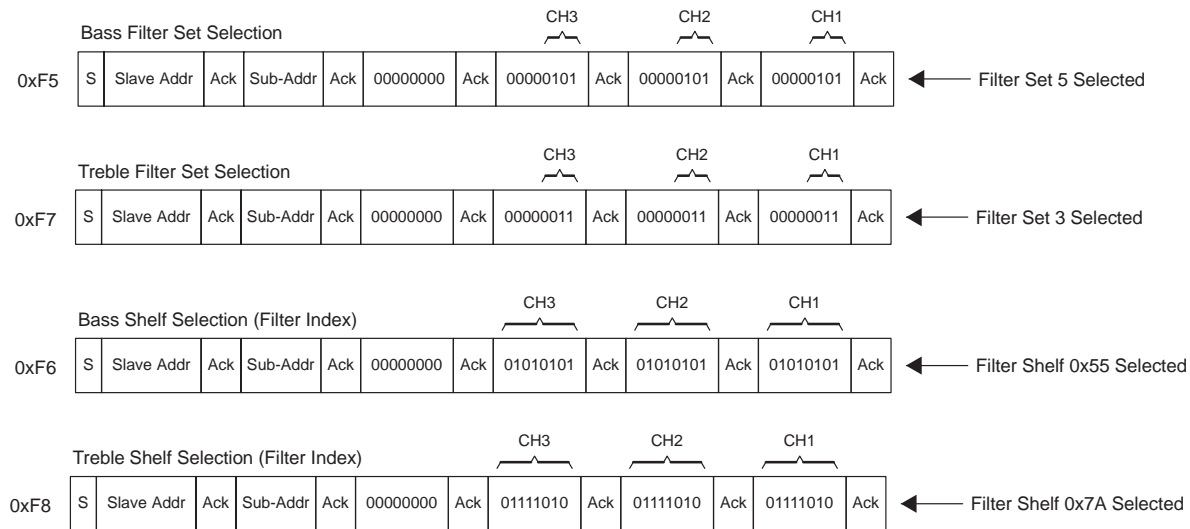 CH3 CH2 CH1
Bass Filter Set Selection
0xF5 S Slave Addr Ack Sub-Addr Ack 00000000 Ack 00000101 Ack 00000101 Ack 00000101 Ack Filter Set 5 Selected
CH3 CH2 CH1
Treble Filter Set Selection
0xF7 S Slave Addr Ack Sub-Addr Ack 00000000 Ack 00000011 Ack 00000011 Ack 00000011 Ack Filter Set 3 Selected
CH3 CH2 CH1
Bass Shelf Selection (Filter Index)
0xF6 S Slave Addr Ack Sub-Addr Ack 00000000 Ack 01010101 Ack 01010101 Ack 01010101 Ack Filter Shelf 0x55 Selected
CH3 CH2 CH1
Treble Shelf Selection (Filter Index)
0xF8 S Slave Addr Ack Sub-Addr Ack 00000000 Ack 01111010 Ack 01111010 Ack 01111010 Ack Filter Shelf 0x7A Selected